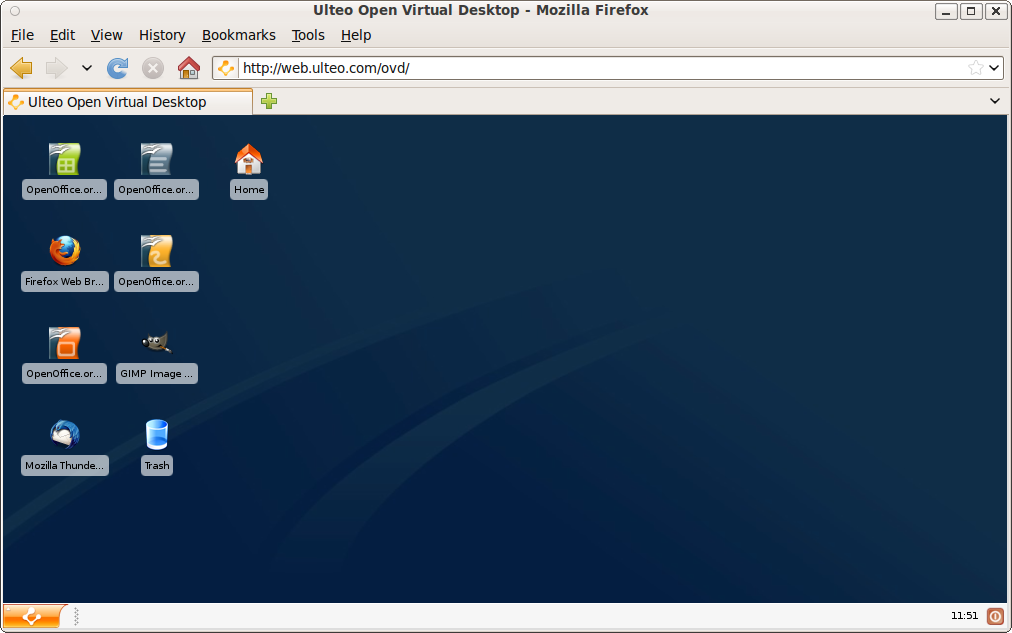 Ulteo Open Virtual Desktop - Mozilla Firefox
File Edit View History Bookmarks Tools Help
http://web.ulteo.com/ovd/
Ulteo Open Virtual Desktop
OpenOffice.or... OpenOffice.or... Home
Firefox Web Br... OpenOffice.or...
OpenOffice.or... GIMP Image ...
Mozilla Thunde... Trash
11:51